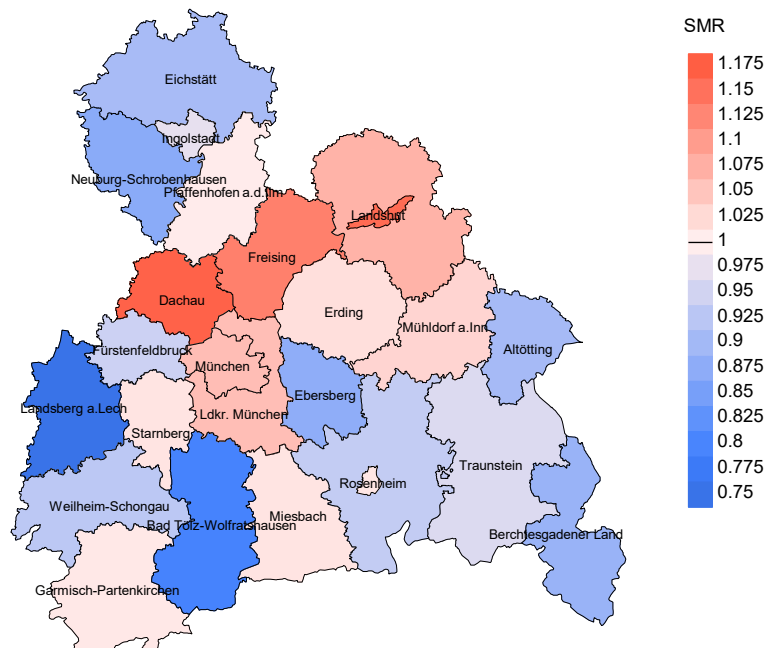 SMR
1.175
1.15
1.125
1.1
1.075
1.05
1.025
1
0.975
0.95
0.925
0.9
0.875
0.85
0.825
0.8
0.775
0.75
Eichstätt
Ingolstadt
Neuburg-Schrobenhausen
Pfaffenhofen a.d.Ilm
Landshut
Freising
Dachau
Erding
Mühldorf a.Inn
Altötting
Fürstenfeldbruck
München
Ebersberg
Landsberg a.Lech
Ldkr. München
Starnberg
Traunstein
Rosenheim
Weilheim-Schongau
Miesbach
Bad Tölz-Wolfratshausen
Berchtesgadener Land
Garmisch-Partenkirchen